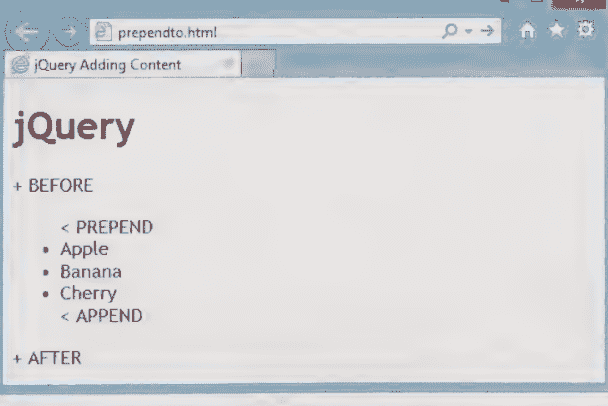 prependto.html
jQuery Adding Content
jQuery
+ BEFORE
< PREPEND
• Apple
• Banana
• Cherry
< APPEND
+ AFTER